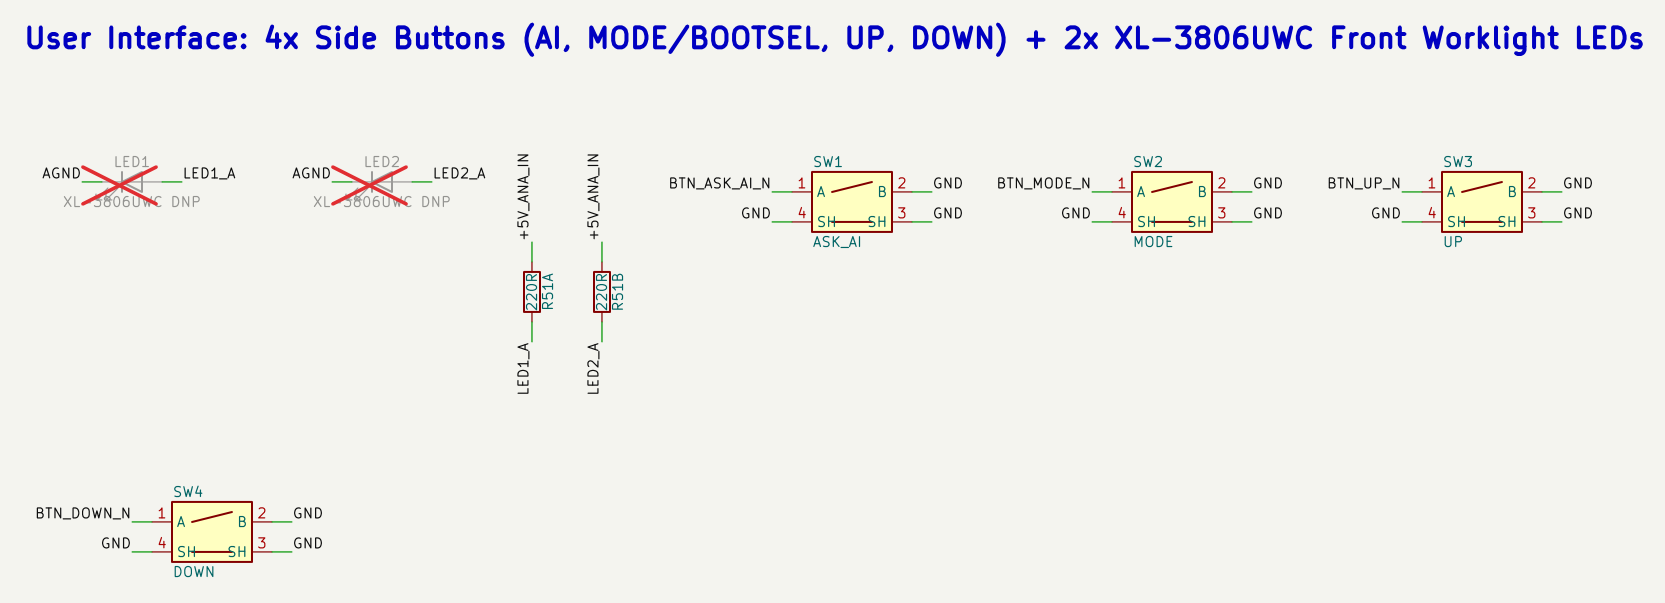 User Interface: 4x Side Buttons (AI, MODE/BOOTSEL, UP, DOWN) + 2x XL-3806UWC Front Worklight LEDs
LED1
AGND
LED1_A
XL-3806UWC DNP
LED2
AGND
LED2_A
XL-3806UWC DNP
+5V_ANA_IN
220R
R51A
LED1_A
+5V_ANA_IN
220R
R51B
LED2_A
SW1
BTN_ASK_AI_N 1 A B 2 GND
GND 4 SH SH 3 GND
ASK_AI
SW2
BTN_MODE_N 1 A B 2 GND
GND 4 SH SH 3 GND
MODE
SW3
BTN_UP_N 1 A B 2 GND
GND 4 SH SH 3 GND
UP
SW4
BTN_DOWN_N 1 A B 2 GND
GND 4 SH SH 3 GND
DOWN